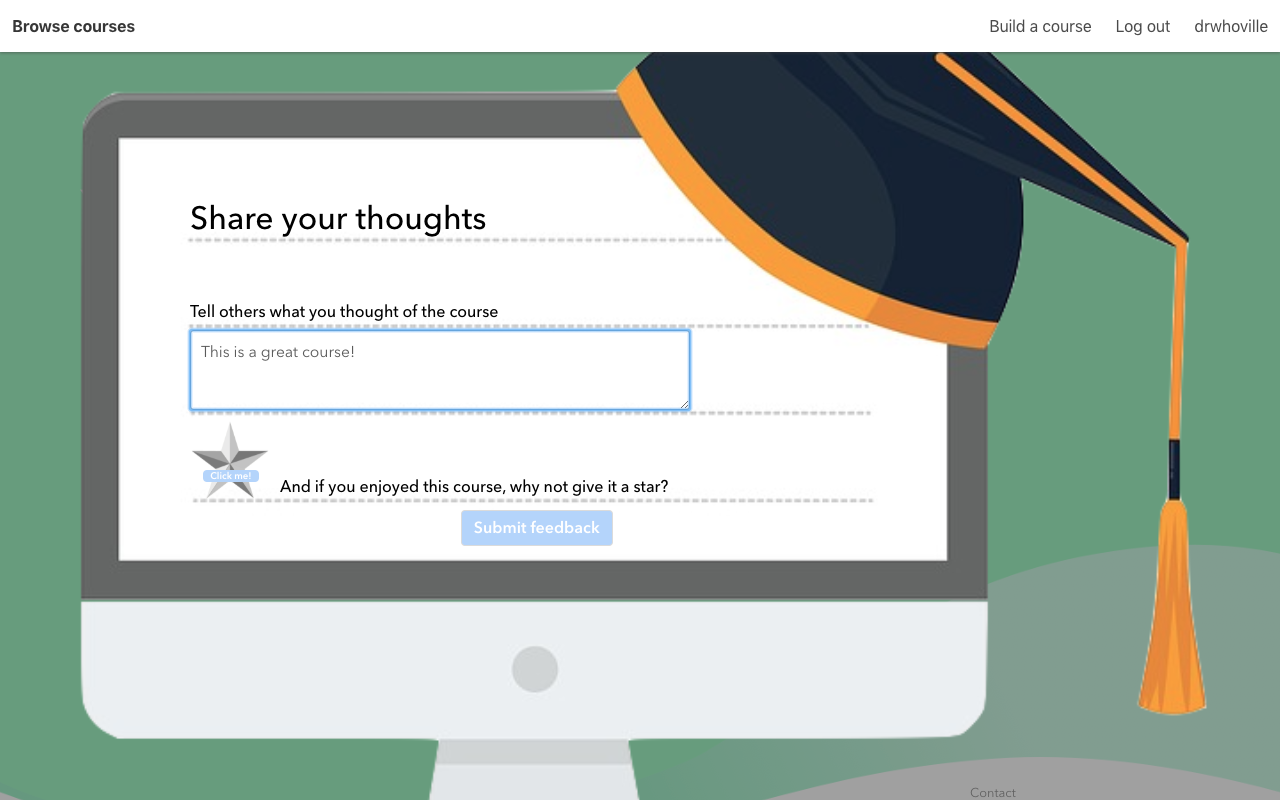 Browse courses
Build a course
Log out
drwhoville
Share your thoughts
Tell others what you thought of the course
This is a great course!
Click me!
And if you enjoyed this course, why not give it a star?
Submit feedback
Contact